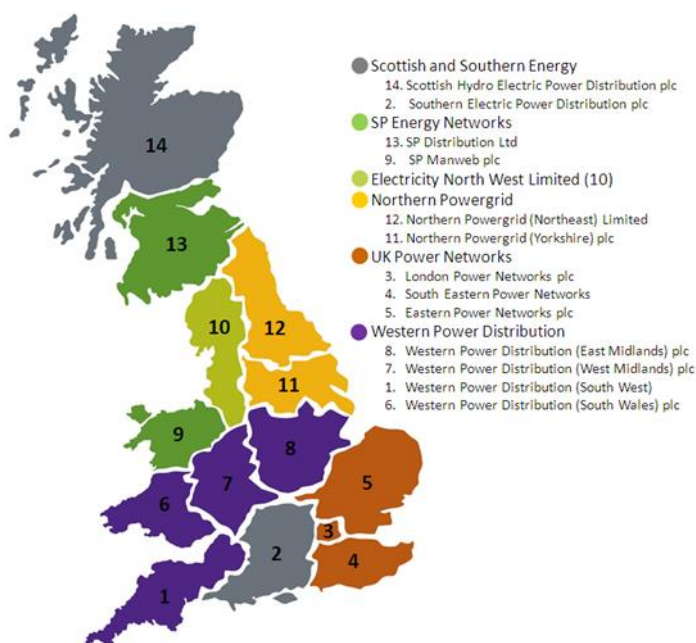 Scottish and Southern Energy
14. Scottish Hydro Electric Power Distribution plc
2. Southern Electric Power Distribution plc
SP Energy Networks
13. SP Distribution Ltd
9. SP Manweb plc
Electricity North West Limited (10)
Northern Powergrid
12. Northern Powergrid (Northeast) Limited
11. Northern Powergrid (Yorkshire) plc
UK Power Networks
3. London Power Networks plc
4. South Eastern Power Networks
5. Eastern Power Networks plc
Western Power Distribution
8. Western Power Distribution (East Midlands) plc
7. Western Power Distribution (West Midlands) plc
1. Western Power Distribution (South West)
6. Western Power Distribution (South Wales) plc
14
13
10
12
11
9
8
7
5
6
3
2
4
1